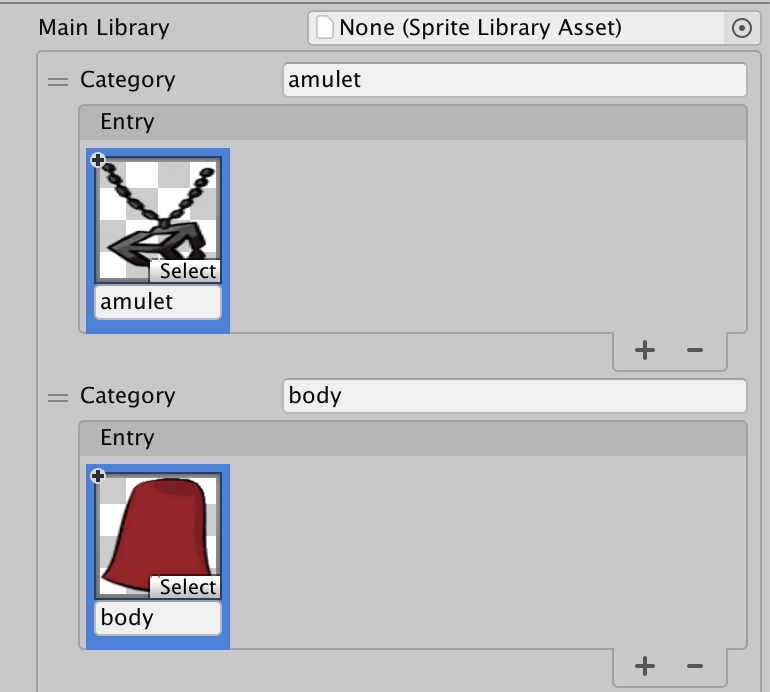 Main Library None (Sprite Library Asset)
Category amulet
Entry
Select
amulet
Category body
Entry
Select
body